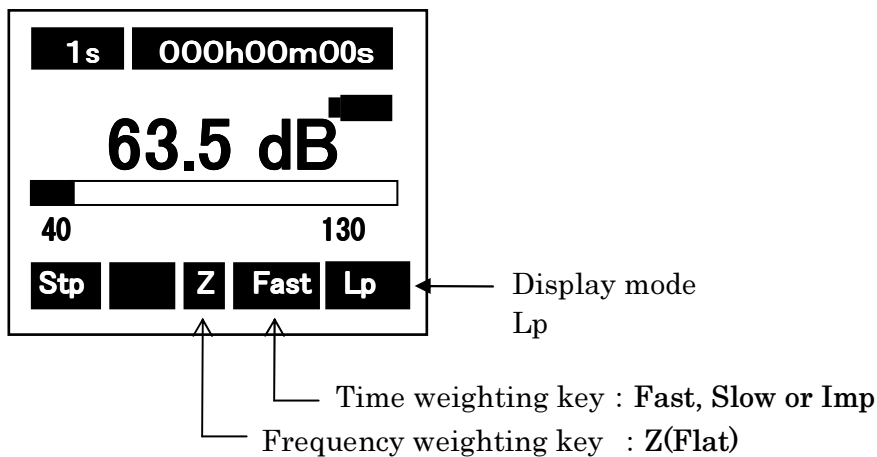 1s 000h00m00s
63.5 dB
40 130
Stp Z Fast Lp
Display mode
Lp
Time weighting key : Fast, Slow or Imp
Frequency weighting key : Z(Flat)